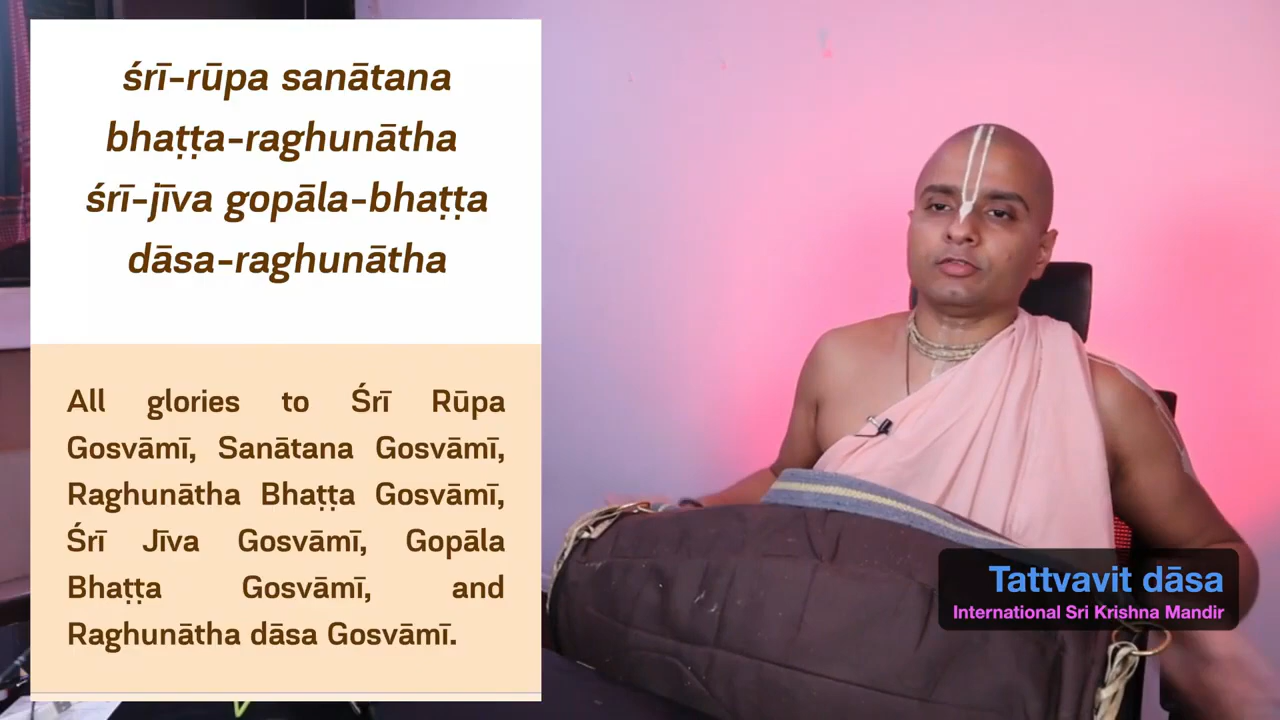 śrī-rūpa sanātana
bhaṭṭa-raghunātha
śrī-jīva gopāla-bhaṭṭa
dāsa-raghunātha
All glories to Śrī Rūpa
Gosvāmī, Sanātana Gosvāmī,
Raghunātha Bhaṭṭa Gosvāmī,
Śrī Jīva Gosvāmī, Gopāla
Bhaṭṭa Gosvāmī, and
Raghunātha dāsa Gosvāmī.
Tattvavit dāsa
International Sri Krishna Mandir